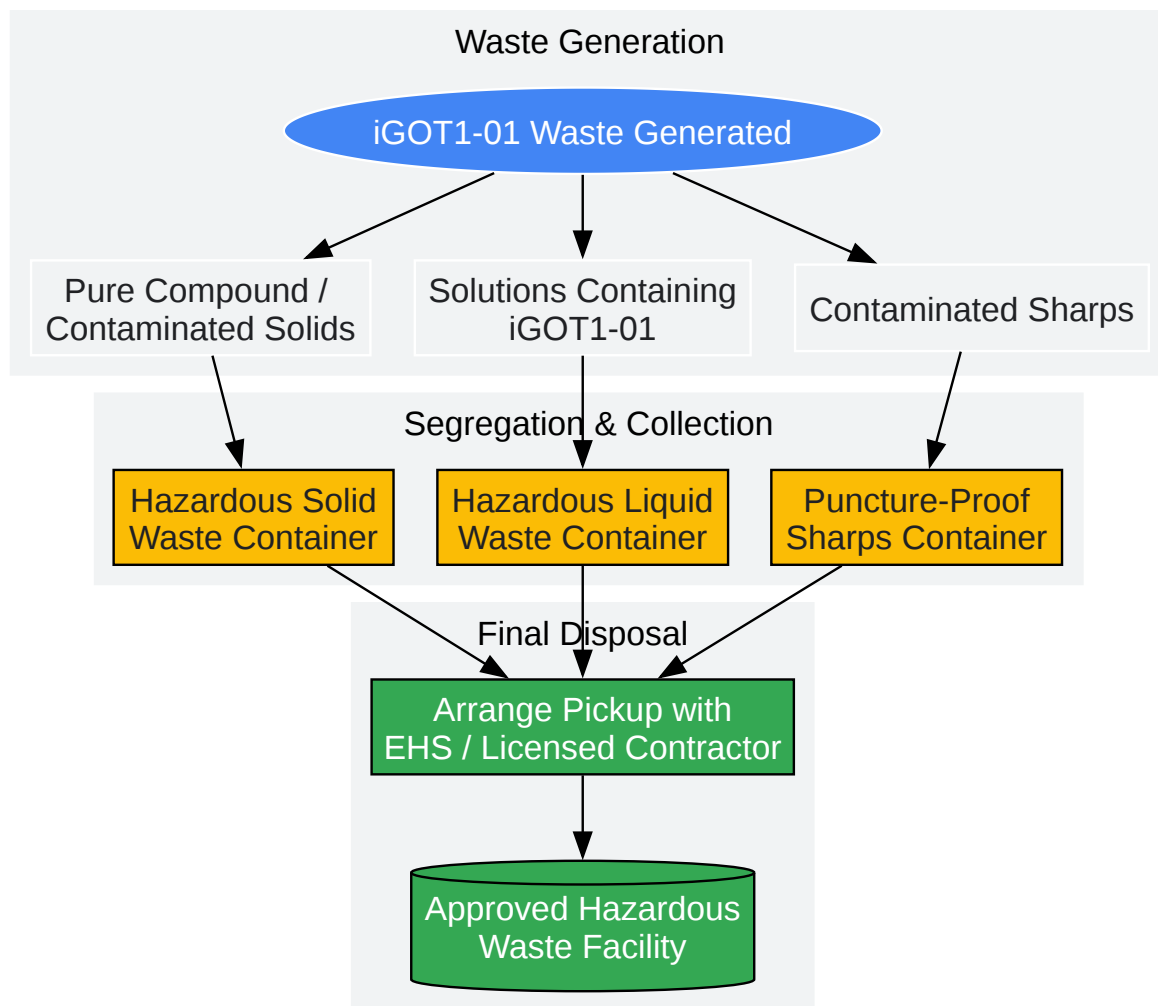 Waste Generation
iGOT1-01 Waste Generated
Pure Compound /
Contaminated Solids
Solutions Containing
iGOT1-01
Contaminated Sharps
Segregation & Collection
Hazardous Solid
Waste Container
Hazardous Liquid
Waste Container
Puncture-Proof
Sharps Container
Final Disposal
Arrange Pickup with
EHS / Licensed Contractor
Approved Hazardous
Waste Facility